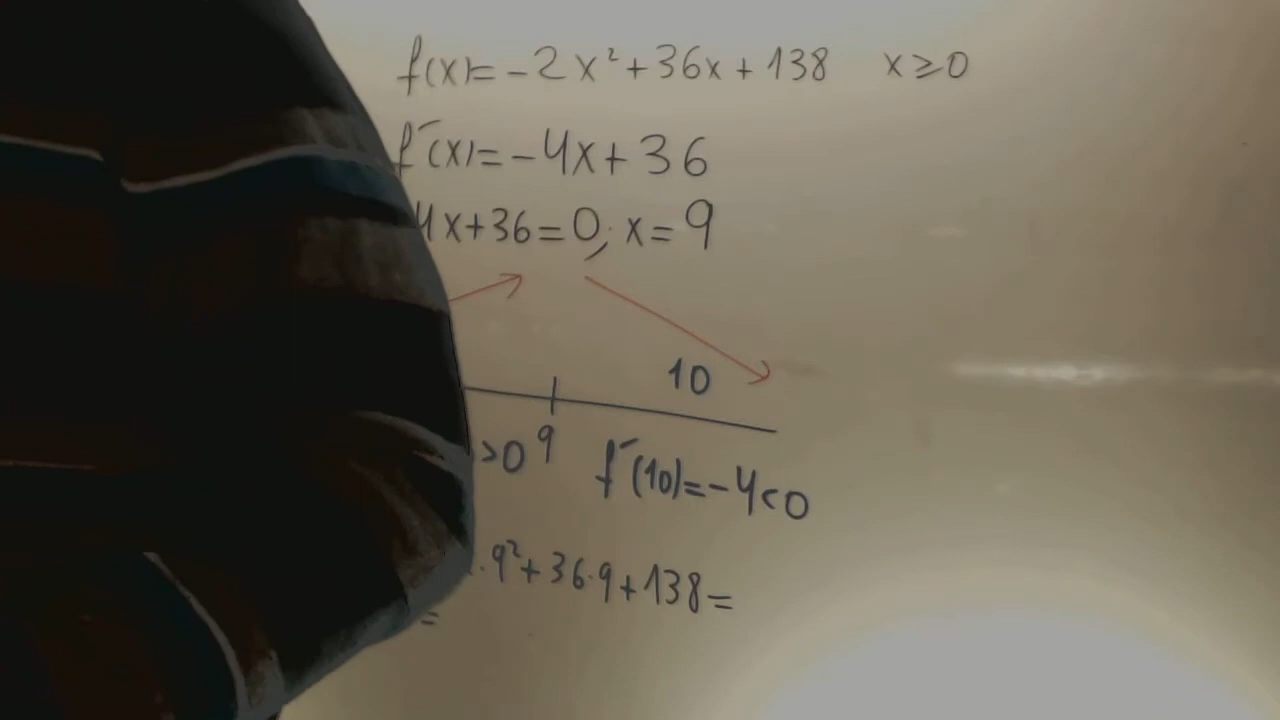 f(x)=-2x²+36x+138 x≥0
f´(x)=-4x+36
4x+36=0; x=9
10
>0 9 f´(10)=-4<0
.9²+36.9+138=
=